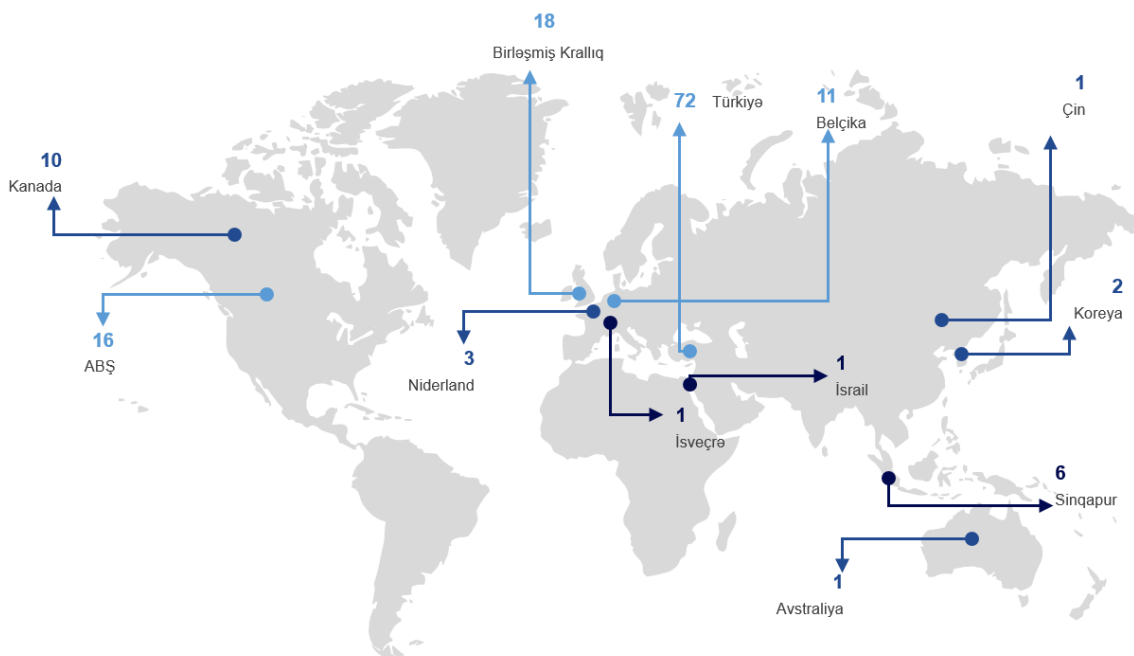 18
Birləşmiş Krallıq
72 Türkiyə
11
Belçika
1
Çin
10
Kanada
2
Koreya
16
ABŞ
3
Niderland
1
İsrail
1
İsveçrə
6
Sinqapur
1
Avstraliya